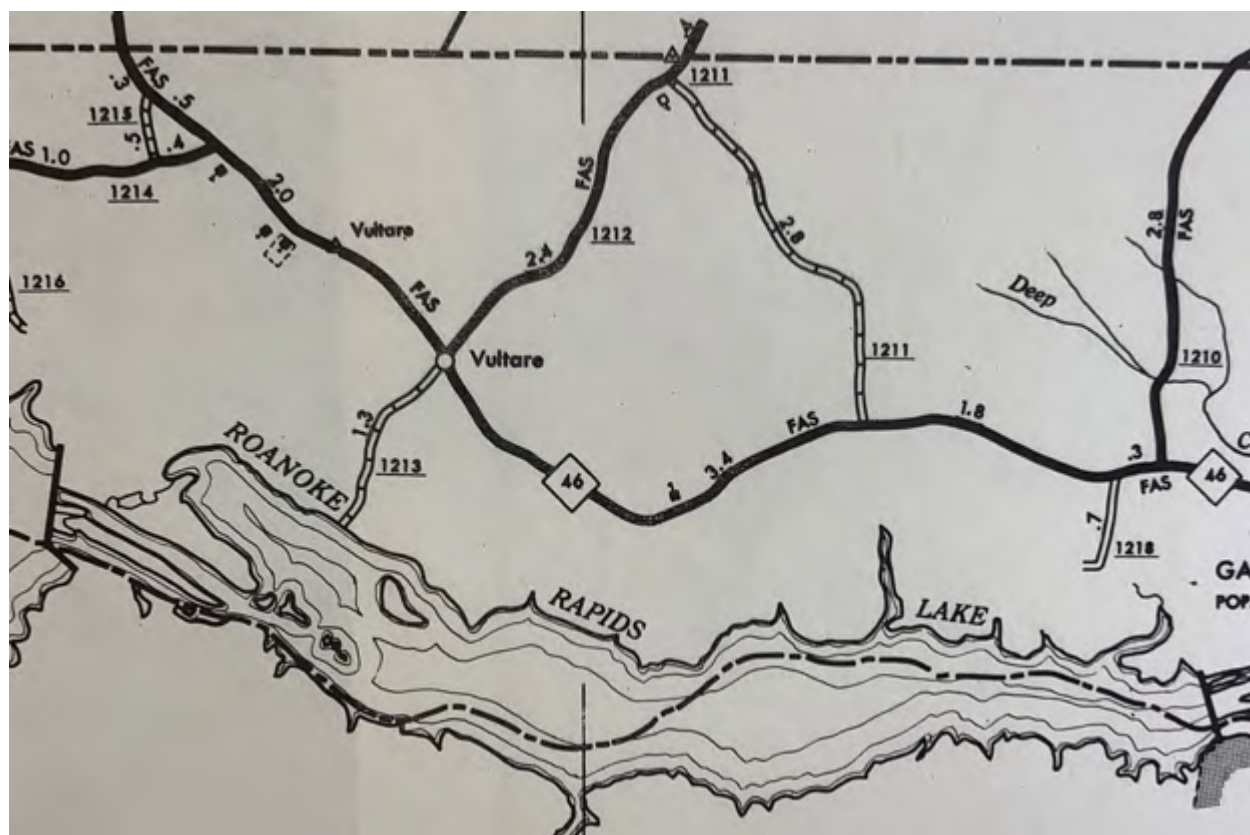 1211
FAS
.3
.5
1215
.5
.4
FAS
AS 1.0
1214
2.0
2.8
FAS
Vultare
1212
2.4
2.8
1216
FAS
Deep
Vultare
1211
1210
1.3
FAS
1.8
ROANOKE
1213
3.4
.3
46
FAS
46
C
.7
1218
GA
POP
RAPIDS
LAKE